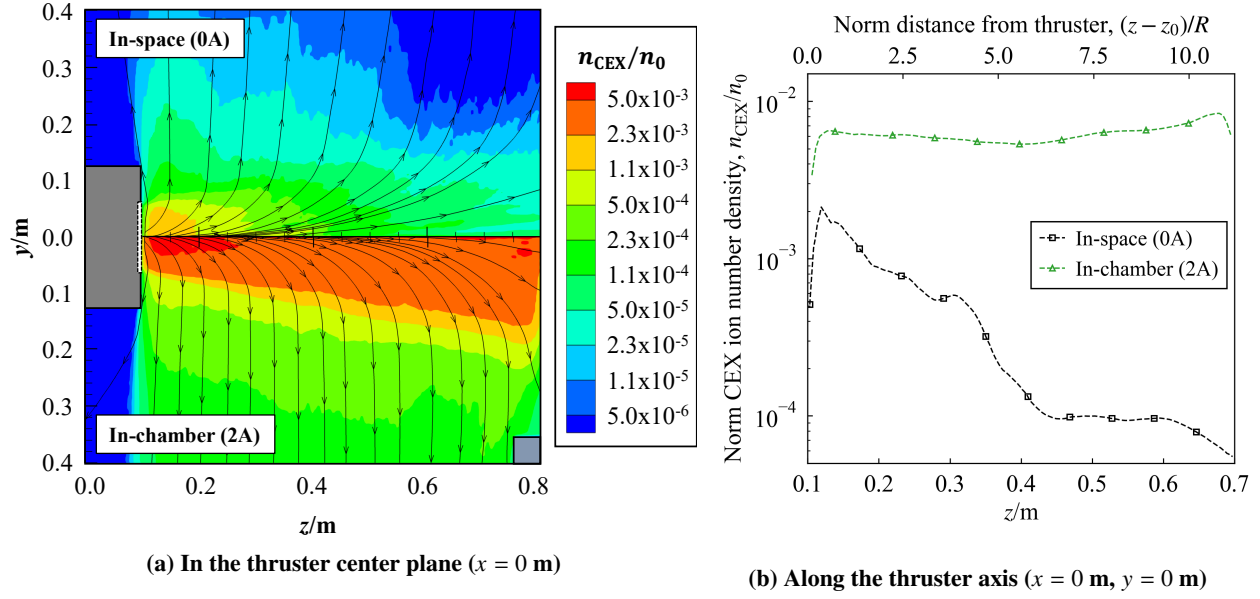 0.4
0.3
0.2
0.1
0.0
0.1
0.2
0.3
0.4
y/m
In-space (0A)
In-chamber (2A)
0.0
0.2
0.4
0.6
0.8
z/m
n_CEX/n_0
5.0x10^-3
2.3x10^-3
1.1x10^-3
5.0x10^-4
2.3x10^-4
1.1x10^-4
5.0x10^-5
2.3x10^-5
1.1x10^-5
5.0x10^-6
(a) In the thruster center plane (x = 0 m)
Norm distance from thruster, (z − z_0)/R
0.0
2.5
5.0
7.5
10.0
Norm CEX ion number density, n_CEX/n_0
10^-2
10^-3
10^-4
In-space (0A)
In-chamber (2A)
0.1
0.2
0.3
0.4
0.5
0.6
0.7
z/m
(b) Along the thruster axis (x = 0 m, y = 0 m)